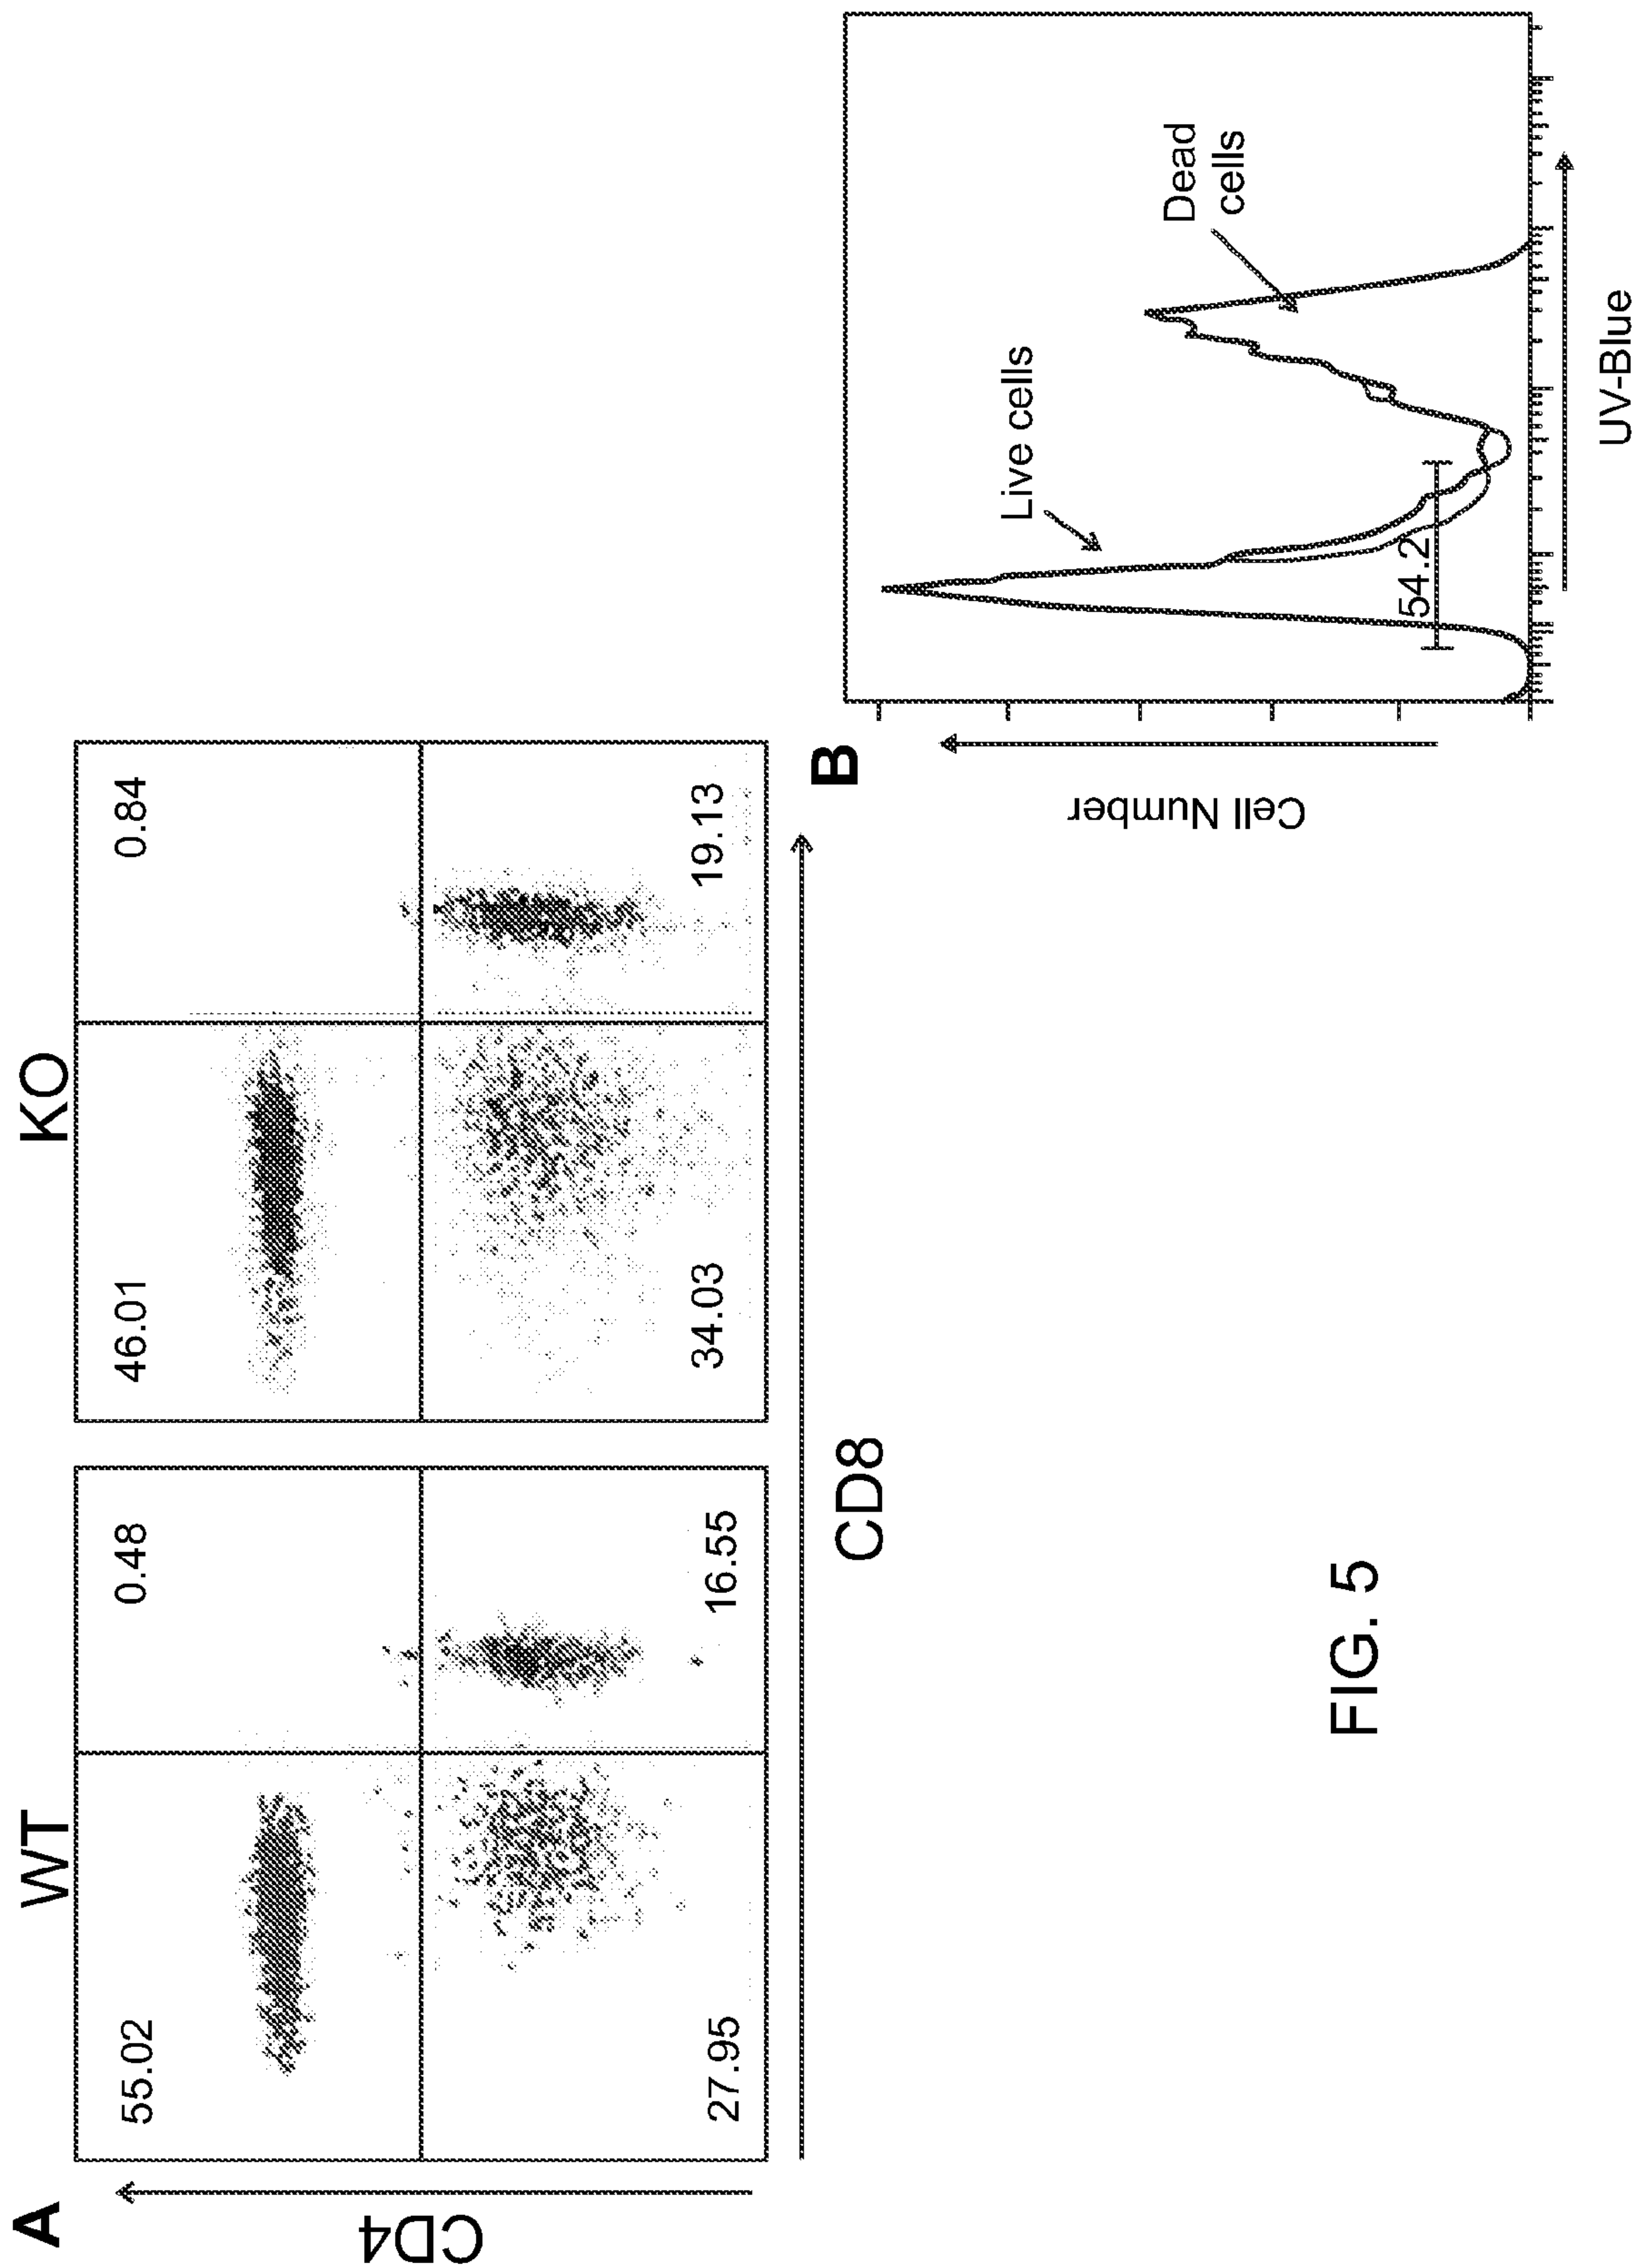 A
WT
KO
55.02
0.48
46.01
0.84
CD4
27.95
16.55
34.03
19.13
CD8
B
Live cells
Dead
cells
54.2
Cell Number
UV-Blue
FIG. 5